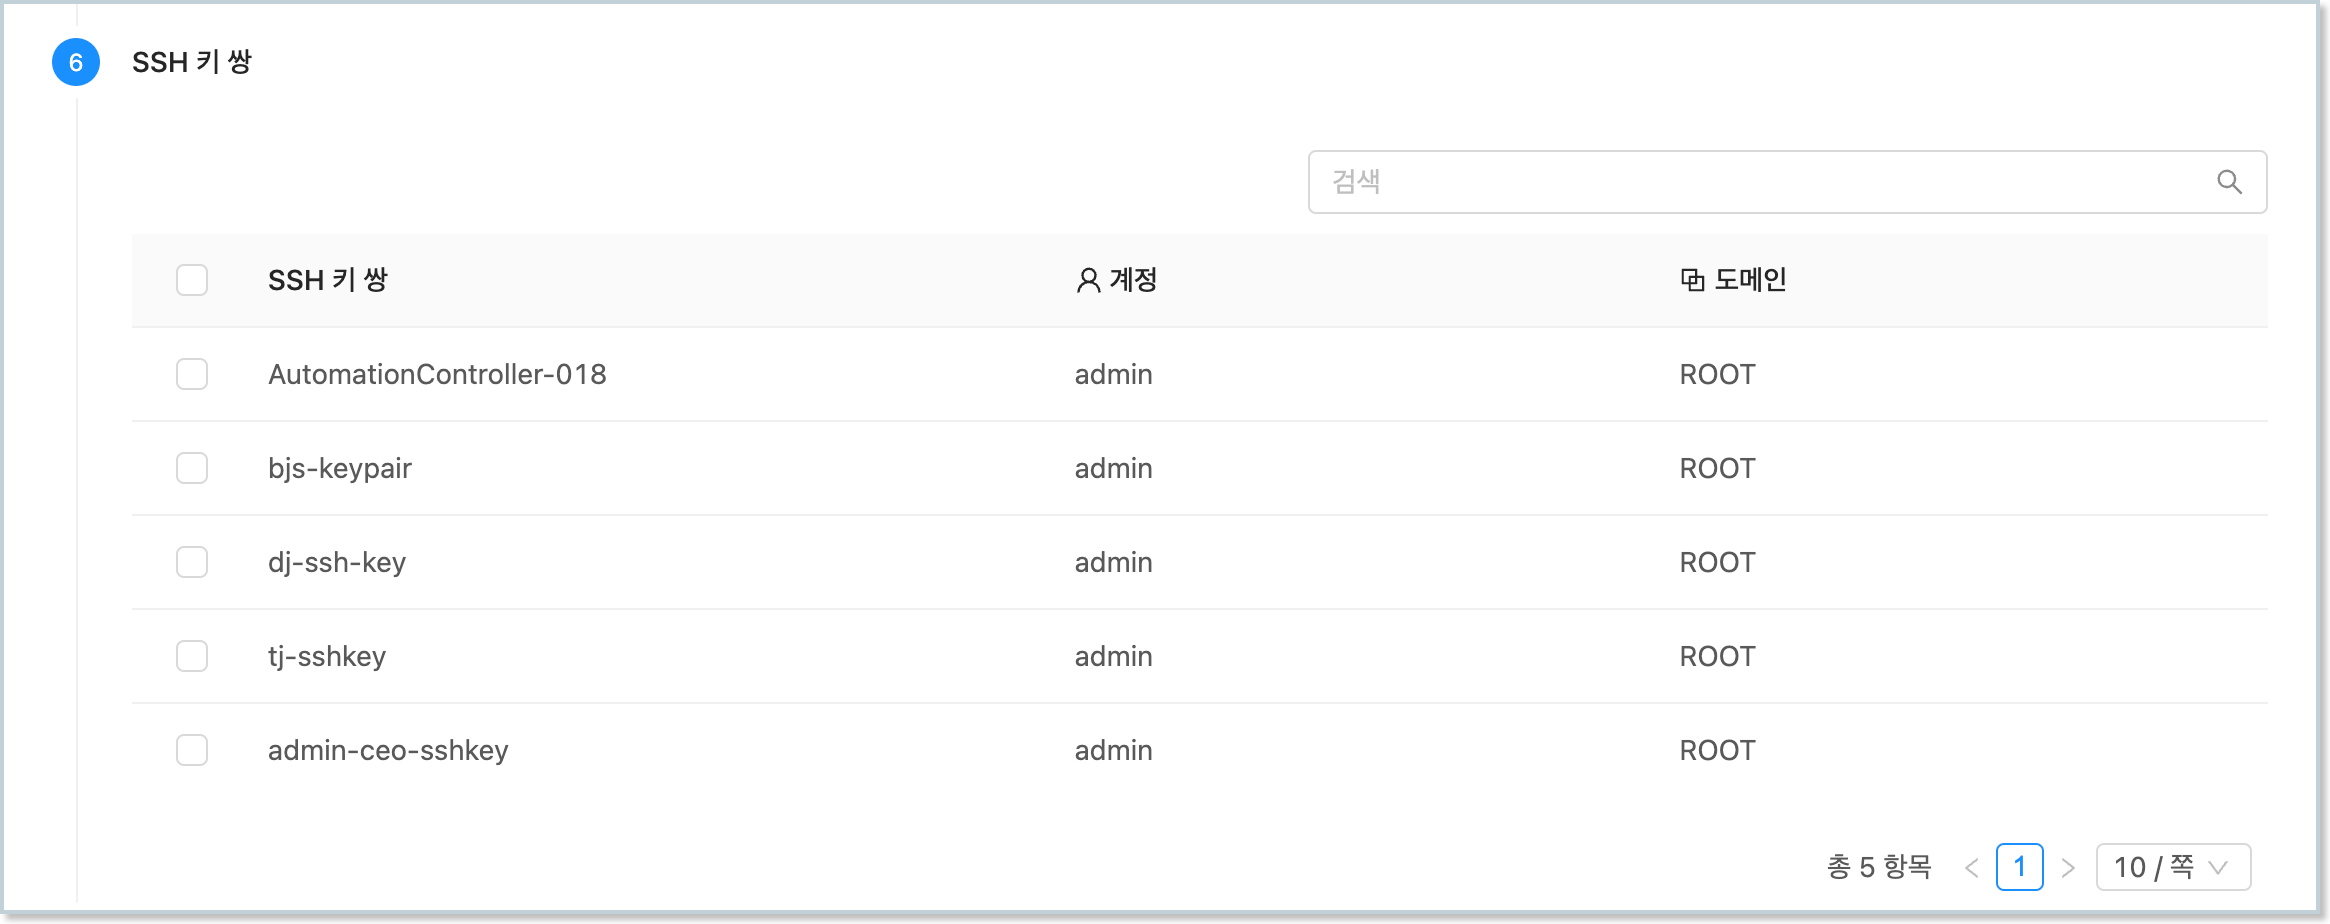 6 SSH 키 쌍
검색
SSH 키 쌍 계정 도메인
AutomationController-018 admin ROOT
bjs-keypair admin ROOT
dj-ssh-key admin ROOT
tj-sshkey admin ROOT
admin-ceo-sshkey admin ROOT
총 5 항목 < 1 > 10 / 쪽